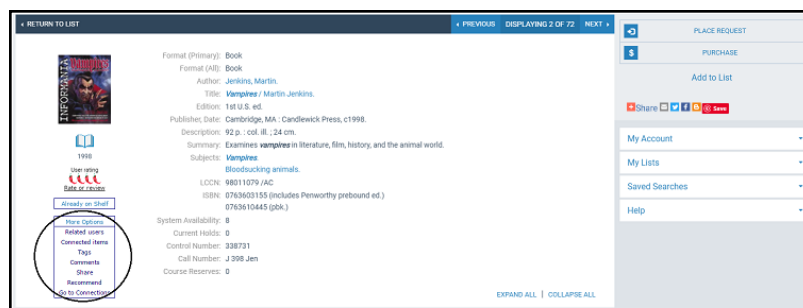 ‹ RETURN TO LIST
‹ PREVIOUS DISPLAYING 2 OF 72 NEXT ›
INFORMANIA
Vampires
1998
User rating
Rate or review
Already on Shelf
More Options
Related users
Connected items
Tags
Comments
Share
Recommend
Go to Connections
Format (Primary): Book
Format (All): Book
Author: Jenkins, Martin.
Title: Vampires / Martin Jenkins.
Edition: 1st U.S. ed.
Publisher, Date: Cambridge, MA : Candlewick Press, c1998.
Description: 92 p. : col. ill. ; 24 cm.
Summary: Examines vampires in literature, film, history, and the animal world.
Subjects: Vampires.
Bloodsucking animals.
LCCN: 98011079 /AC
ISBN: 0763603155 (includes Penworthy prebound ed.)
0763610445 (pbk.)
System Availability: 8
Current Holds: 0
Control Number: 338731
Call Number: J 398 Jen
Course Reserves: 0
EXPAND ALL | COLLAPSE ALL
PLACE REQUEST
$ PURCHASE
Add to List
Share Save
My Account
My Lists
Saved Searches
Help